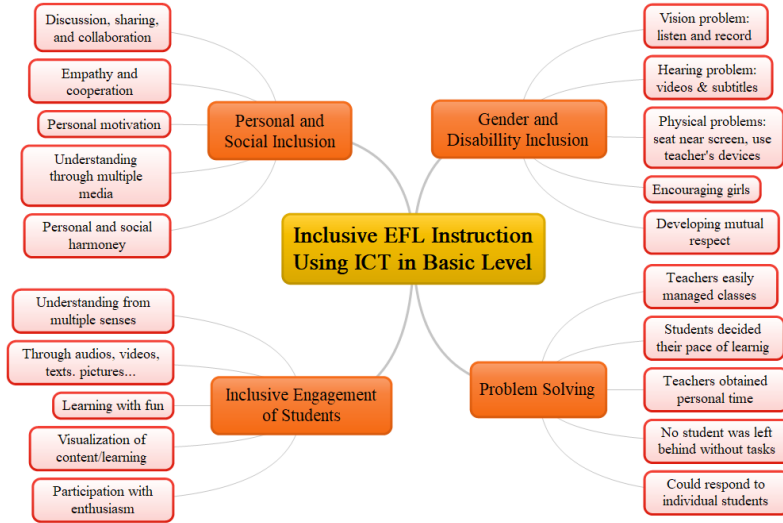 Inclusive EFL Instruction
Using ICT in Basic Level
Personal and
Social Inclusion
Discussion, sharing,
and collaboration
Empathy and
cooperation
Personal motivation
Understanding
through multiple
media
Personal and social
harmoney
Gender and
Disabillity Inclusion
Vision problem:
listen and record
Hearing problem:
videos & subtitles
Physical problems:
seat near screen, use
teacher's devices
Encouraging girls
Developing mutual
respect
Inclusive Engagement
of Students
Understanding from
multiple senses
Through audios, videos,
texts. pictures...
Learning with fun
Visualization of
content/learning
Participation with
enthusiasm
Problem Solving
Teachers easily
managed classes
Students decided
their pace of learnig
Teachers obtained
personal time
No student was left
behind without tasks
Could respond to
individual students